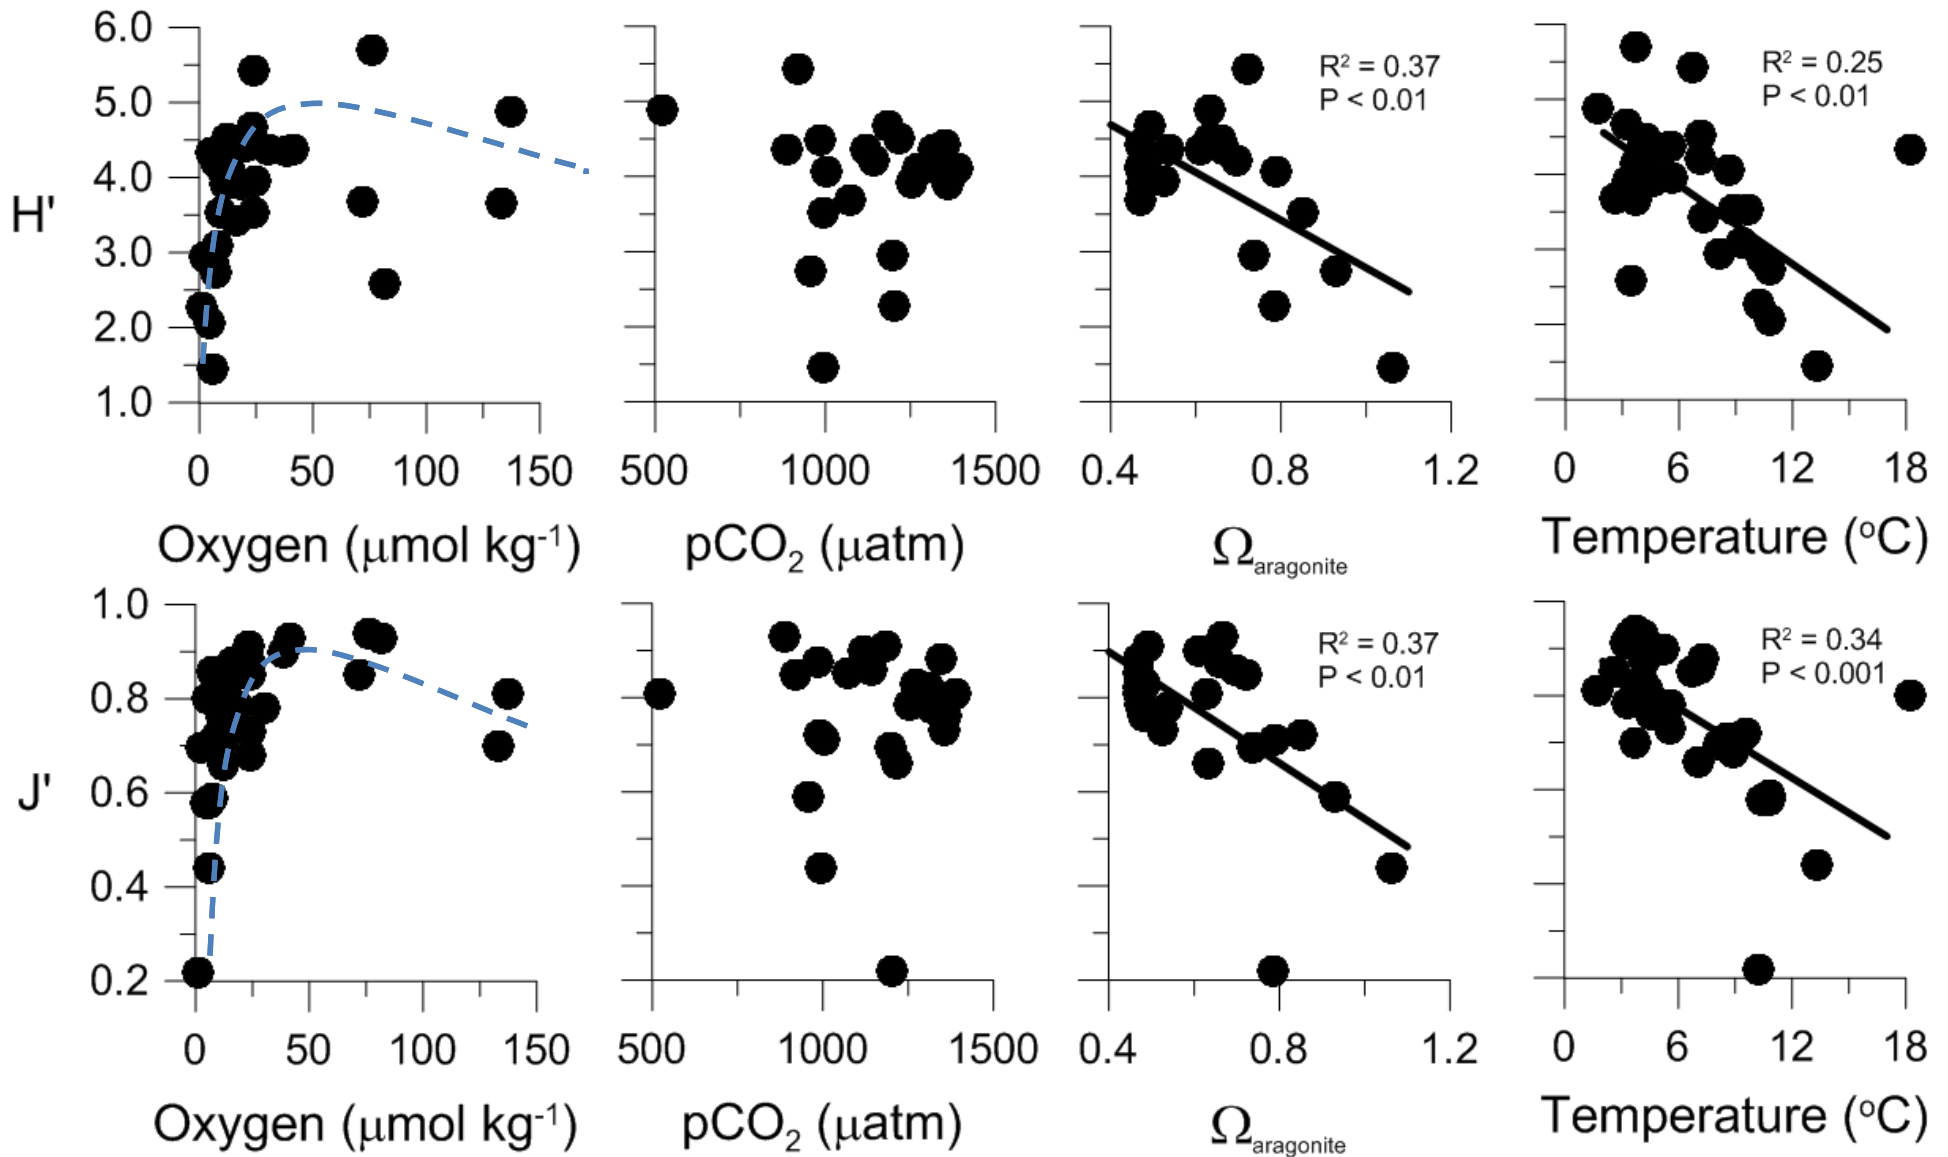 6.0
5.0
4.0
3.0
2.0
1.0
H'
R² = 0.37
P < 0.01
R² = 0.25
P < 0.01
0 50 100 150
500 1000 1500
0.4 0.8 1.2
0 6 12 18
Oxygen (μmol kg⁻¹)
pCO₂ (μatm)
Ωaragonite
Temperature (ᵒC)
1.0
0.8
0.6
0.4
0.2
J'
R² = 0.37
P < 0.01
R² = 0.34
P < 0.001
0 50 100 150
500 1000 1500
0.4 0.8 1.2
0 6 12 18
Oxygen (μmol kg⁻¹)
pCO₂ (μatm)
Ωaragonite
Temperature (ᵒC)